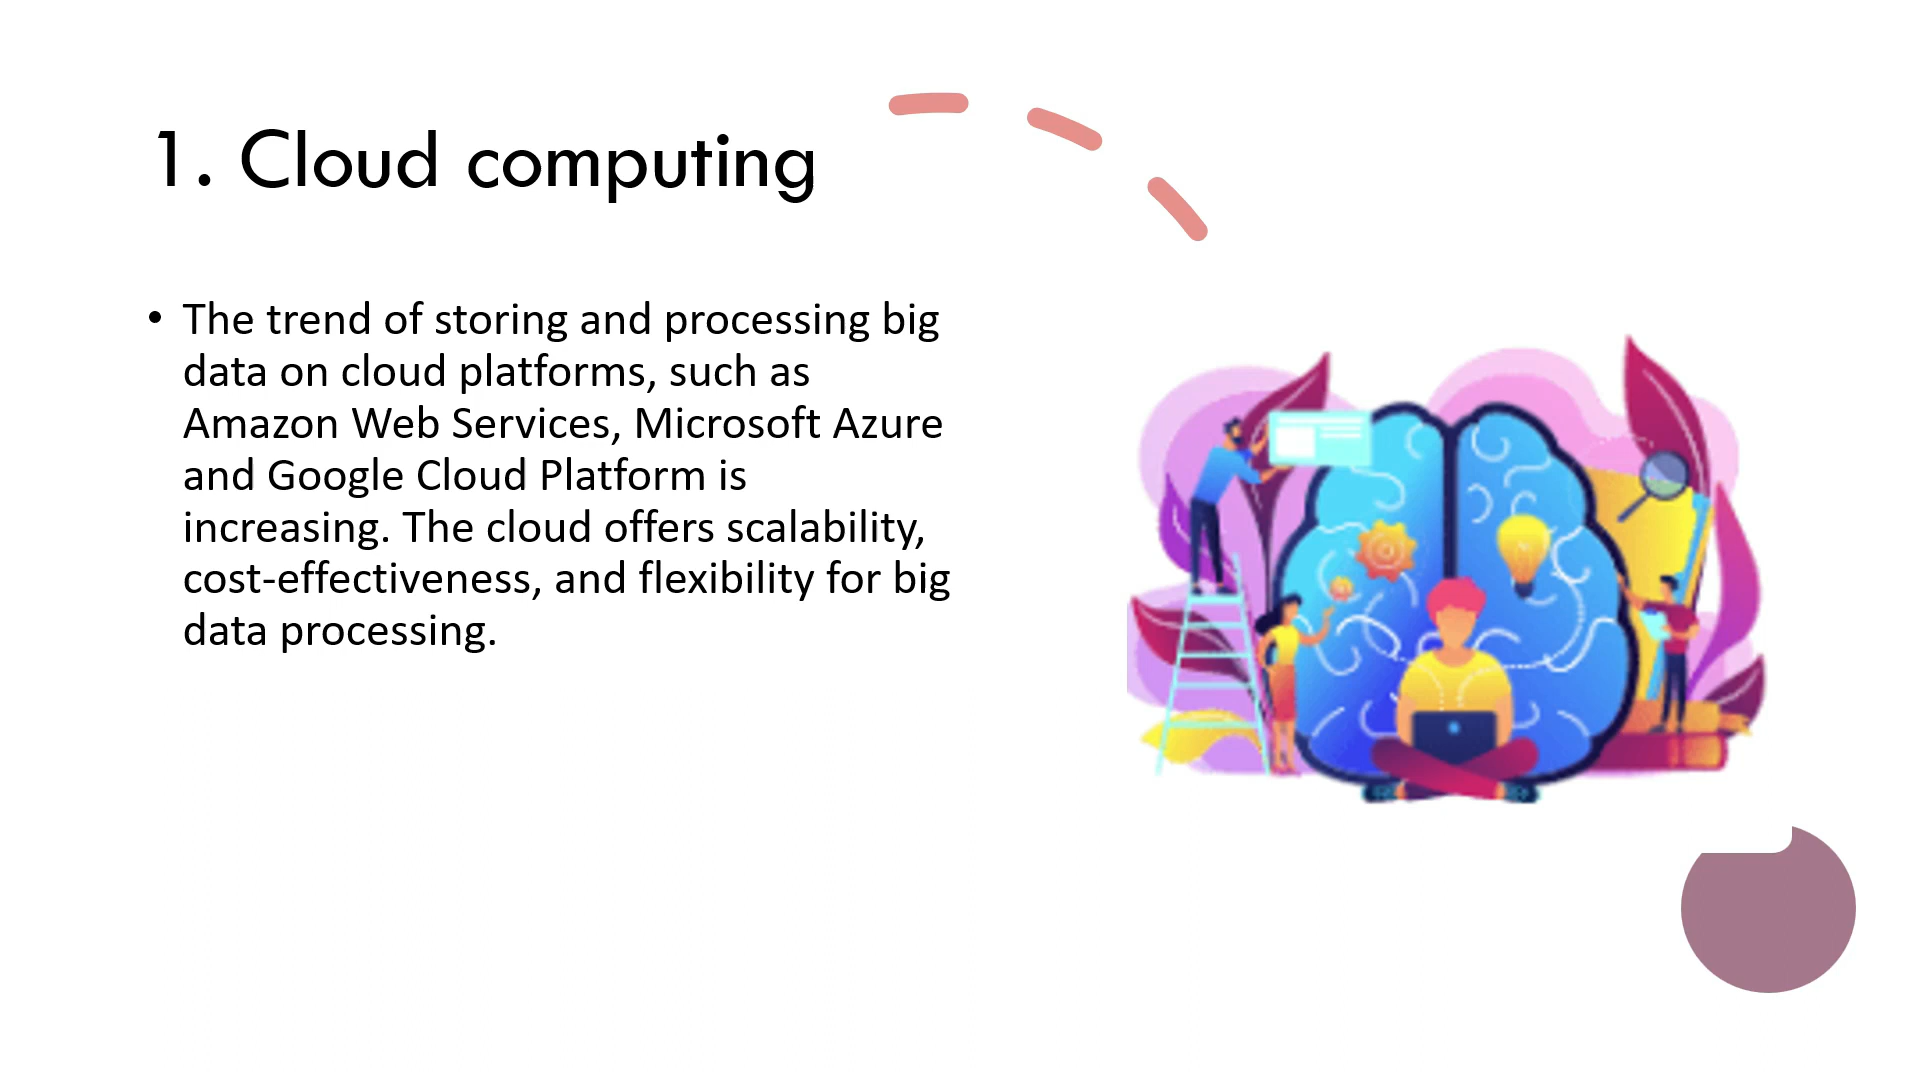 1. Cloud computing
• The trend of storing and processing big
data on cloud platforms, such as
Amazon Web Services, Microsoft Azure
and Google Cloud Platform is
increasing. The cloud offers scalability,
cost-effectiveness, and flexibility for big
data processing.